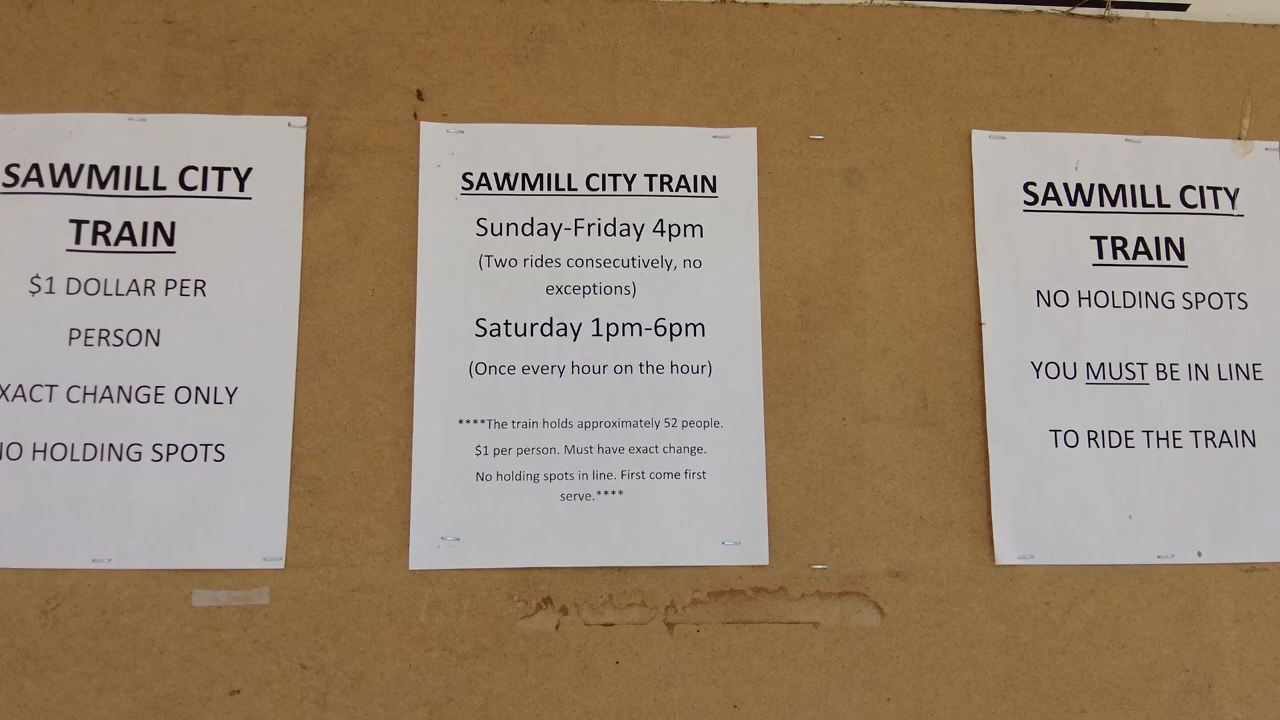 SAWMILL CITY
TRAIN
$1 DOLLAR PER
PERSON
XACT CHANGE ONLY
NO HOLDING SPOTS
SAWMILL CITY TRAIN
Sunday-Friday 4pm
(Two rides consecutively, no
exceptions)
Saturday 1pm-6pm
(Once every hour on the hour)
****The train holds approximately 52 people.
$1 per person. Must have exact change.
No holding spots in line. First come first
serve.****
SAWMILL CITY
TRAIN
NO HOLDING SPOTS
YOU MUST BE IN LINE
TO RIDE THE TRAIN